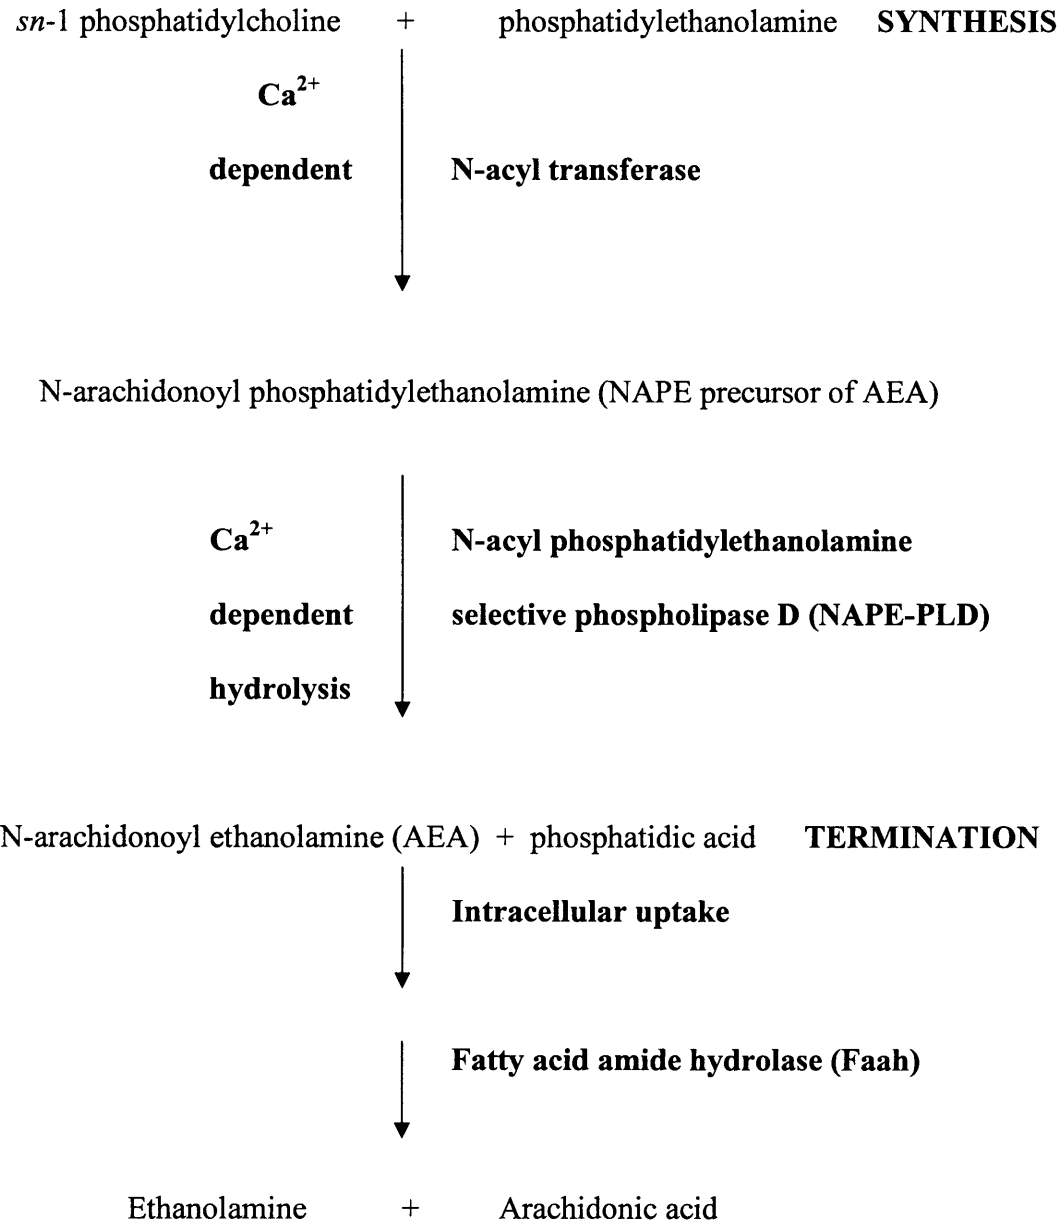 sn-1 phosphatidylcholine + phosphatidylethanolamine SYNTHESIS
Ca2+
dependent N-acyl transferase
N-arachidonoyl phosphatidylethanolamine (NAPE precursor of AEA)
Ca2+ N-acyl phosphatidylethanolamine
dependent selective phospholipase D (NAPE-PLD)
hydrolysis
N-arachidonoyl ethanolamine (AEA) + phosphatidic acid TERMINATION
Intracellular uptake
Fatty acid amide hydrolase (Faah)
Ethanolamine + Arachidonic acid